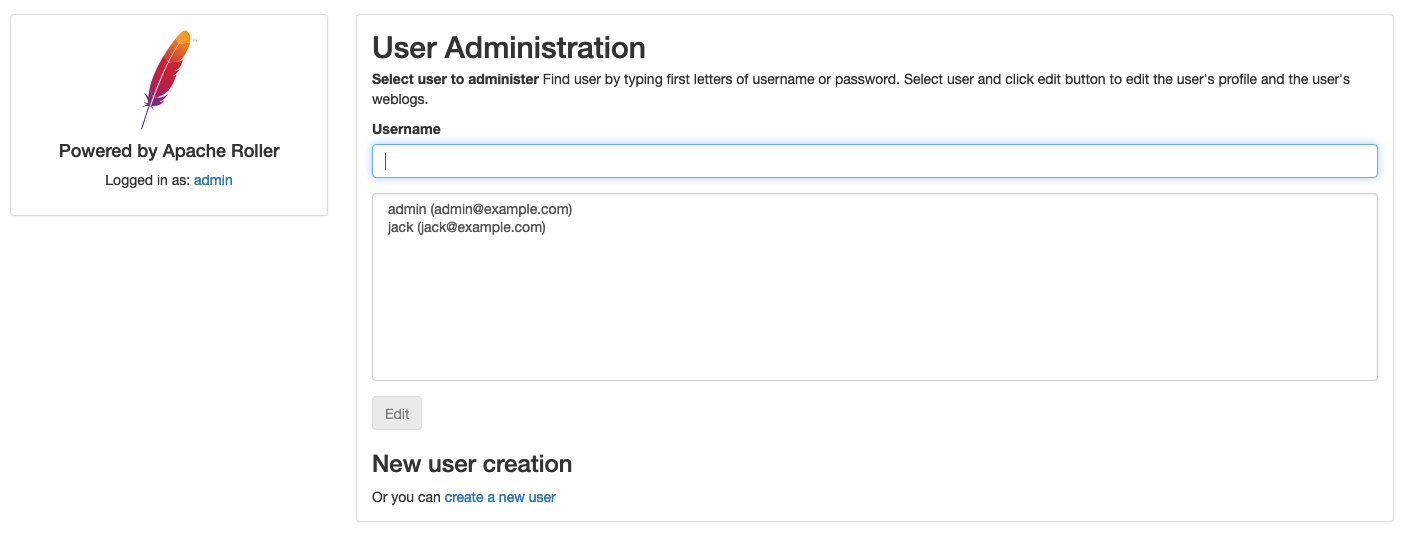 Powered by Apache Roller
Logged in as: admin
User Administration
Select user to administer Find user by typing first letters of username or password. Select user and click edit button to edit the user's profile and the user's
weblogs.
Username
admin (admin@example.com)
jack (jack@example.com)
Edit
New user creation
Or you can create a new user